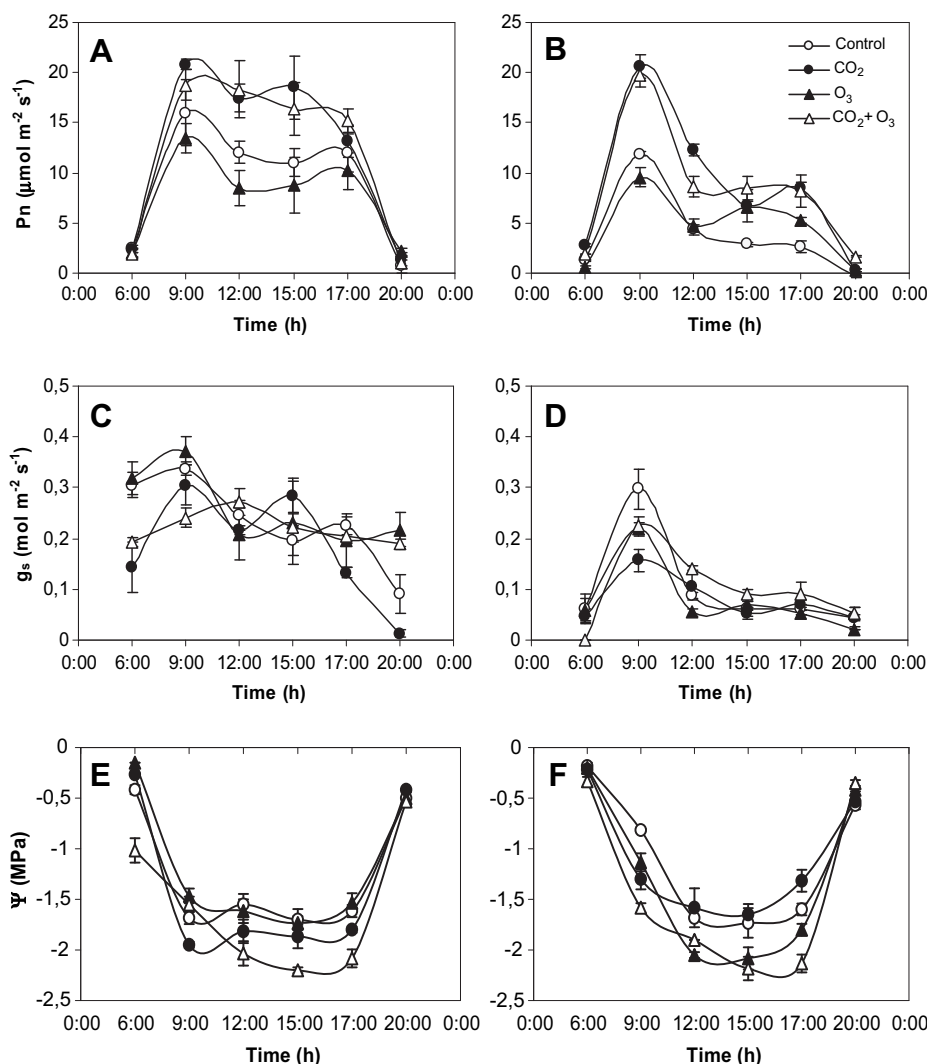 A
Pn (µmol m⁻² s⁻¹)
25
20
15
10
5
0
0:00 6:00 9:00 12:00 15:00 17:00 20:00 0:00
Time (h)
B
Control
CO₂
O₃
CO₂+ O₃
25
20
15
10
5
0
0:00 6:00 9:00 12:00 15:00 17:00 20:00 0:00
Time (h)
C
gₛ (mol m⁻² s⁻¹)
0,5
0,4
0,3
0,2
0,1
0
0:00 6:00 9:00 12:00 15:00 17:00 20:00 0:00
Time (h)
D
0,5
0,4
0,3
0,2
0,1
0
0:00 6:00 9:00 12:00 15:00 17:00 20:00 0:00
Time (h)
E
Ψ (MPa)
0
-0,5
-1
-1,5
-2
-2,5
0:00 6:00 9:00 12:00 15:00 17:00 20:00 0:00
Time (h)
F
0
-0,5
-1
-1,5
-2
-2,5
0:00 6:00 9:00 12:00 15:00 17:00 20:00 0:00
Time (h)